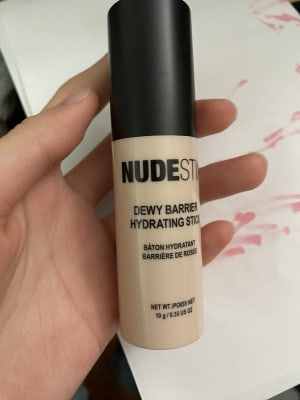 NUDESTI
DEWY BARRIER
HYDRATING STICK
BÂTON HYDRATANT
BARRIÈRE DE ROSÉE
NET WT./POIDS NET
10 g / 0.35 US OZ